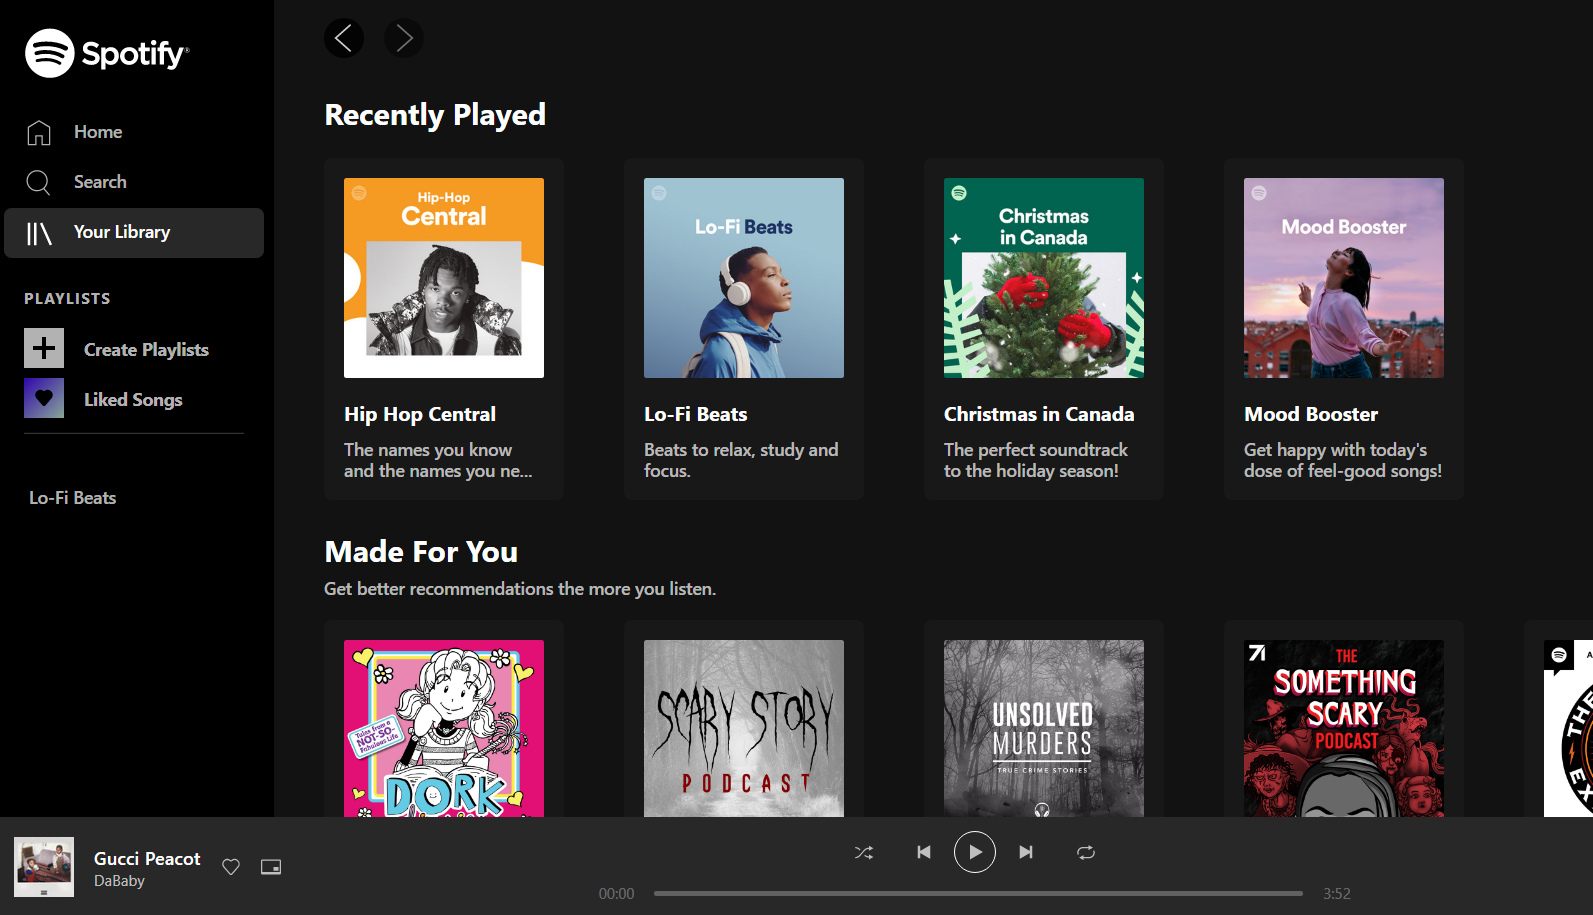 Spotify®
Home
Search
Your Library
PLAYLISTS
Create Playlists
Liked Songs
Lo-Fi Beats
Recently Played
Hip-Hop
Central
Hip Hop Central
The names you know
and the names you ne...
Lo-Fi Beats
Lo-Fi Beats
Beats to relax, study and
focus.
Christmas
in Canada
Christmas in Canada
The perfect soundtrack
to the holiday season!
Mood Booster
Mood Booster
Get happy with today's
dose of feel-good songs!
Made For You
Get better recommendations the more you listen.
Tales from a
NOT-SO-
Fabulous Life
DORK
SCARY STORY
PODCAST
UNSOLVED
MURDERS
TRUE CRIME STORIES
THE
SOMETHING
SCARY
PODCAST
A
THE
EX
Gucci Peacot
DaBaby
00:00
3:52